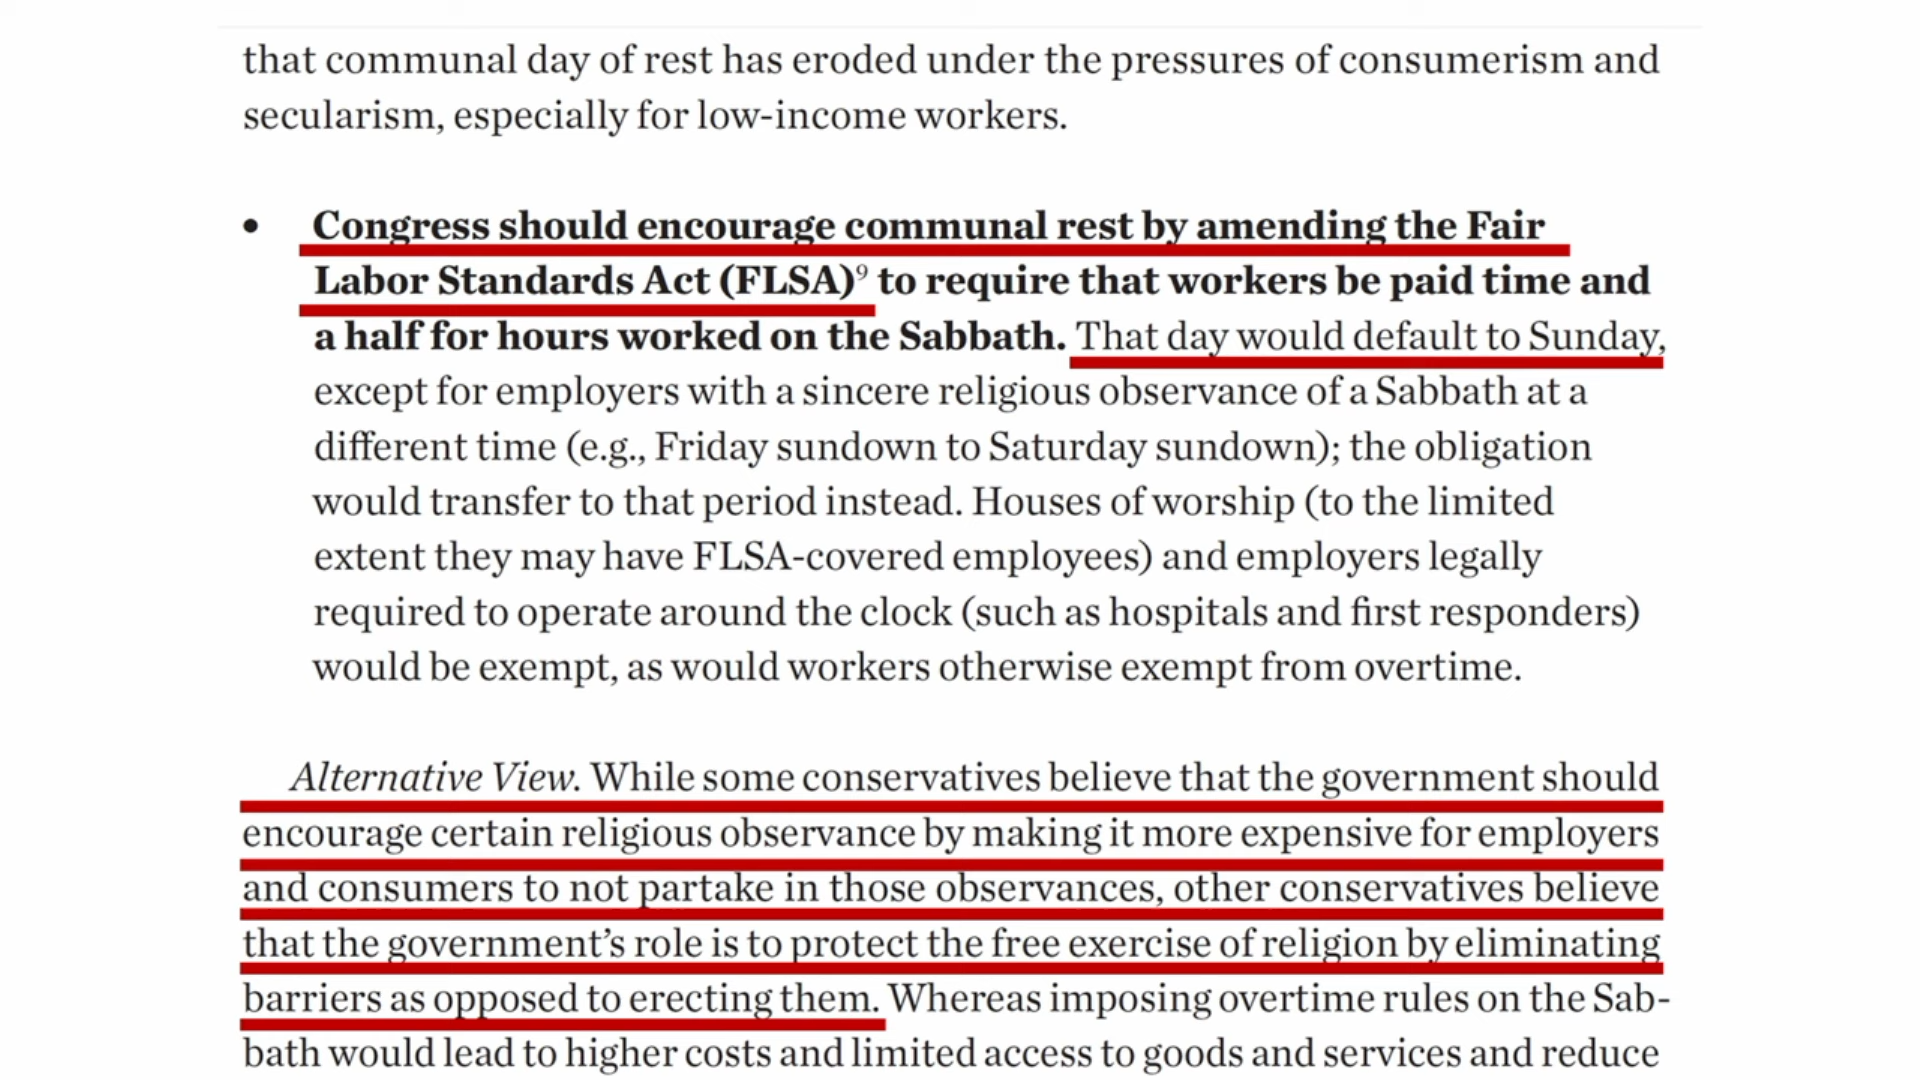 that communal day of rest has eroded under the pressures of consumerism and
secularism, especially for low-income workers.
• Congress should encourage communal rest by amending the Fair
Labor Standards Act (FLSA)⁹ to require that workers be paid time and
a half for hours worked on the Sabbath. That day would default to Sunday,
except for employers with a sincere religious observance of a Sabbath at a
different time (e.g., Friday sundown to Saturday sundown); the obligation
would transfer to that period instead. Houses of worship (to the limited
extent they may have FLSA-covered employees) and employers legally
required to operate around the clock (such as hospitals and first responders)
would be exempt, as would workers otherwise exempt from overtime.
Alternative View. While some conservatives believe that the government should
encourage certain religious observance by making it more expensive for employers
and consumers to not partake in those observances, other conservatives believe
that the government’s role is to protect the free exercise of religion by eliminating
barriers as opposed to erecting them. Whereas imposing overtime rules on the Sab-
bath would lead to higher costs and limited access to goods and services and reduce